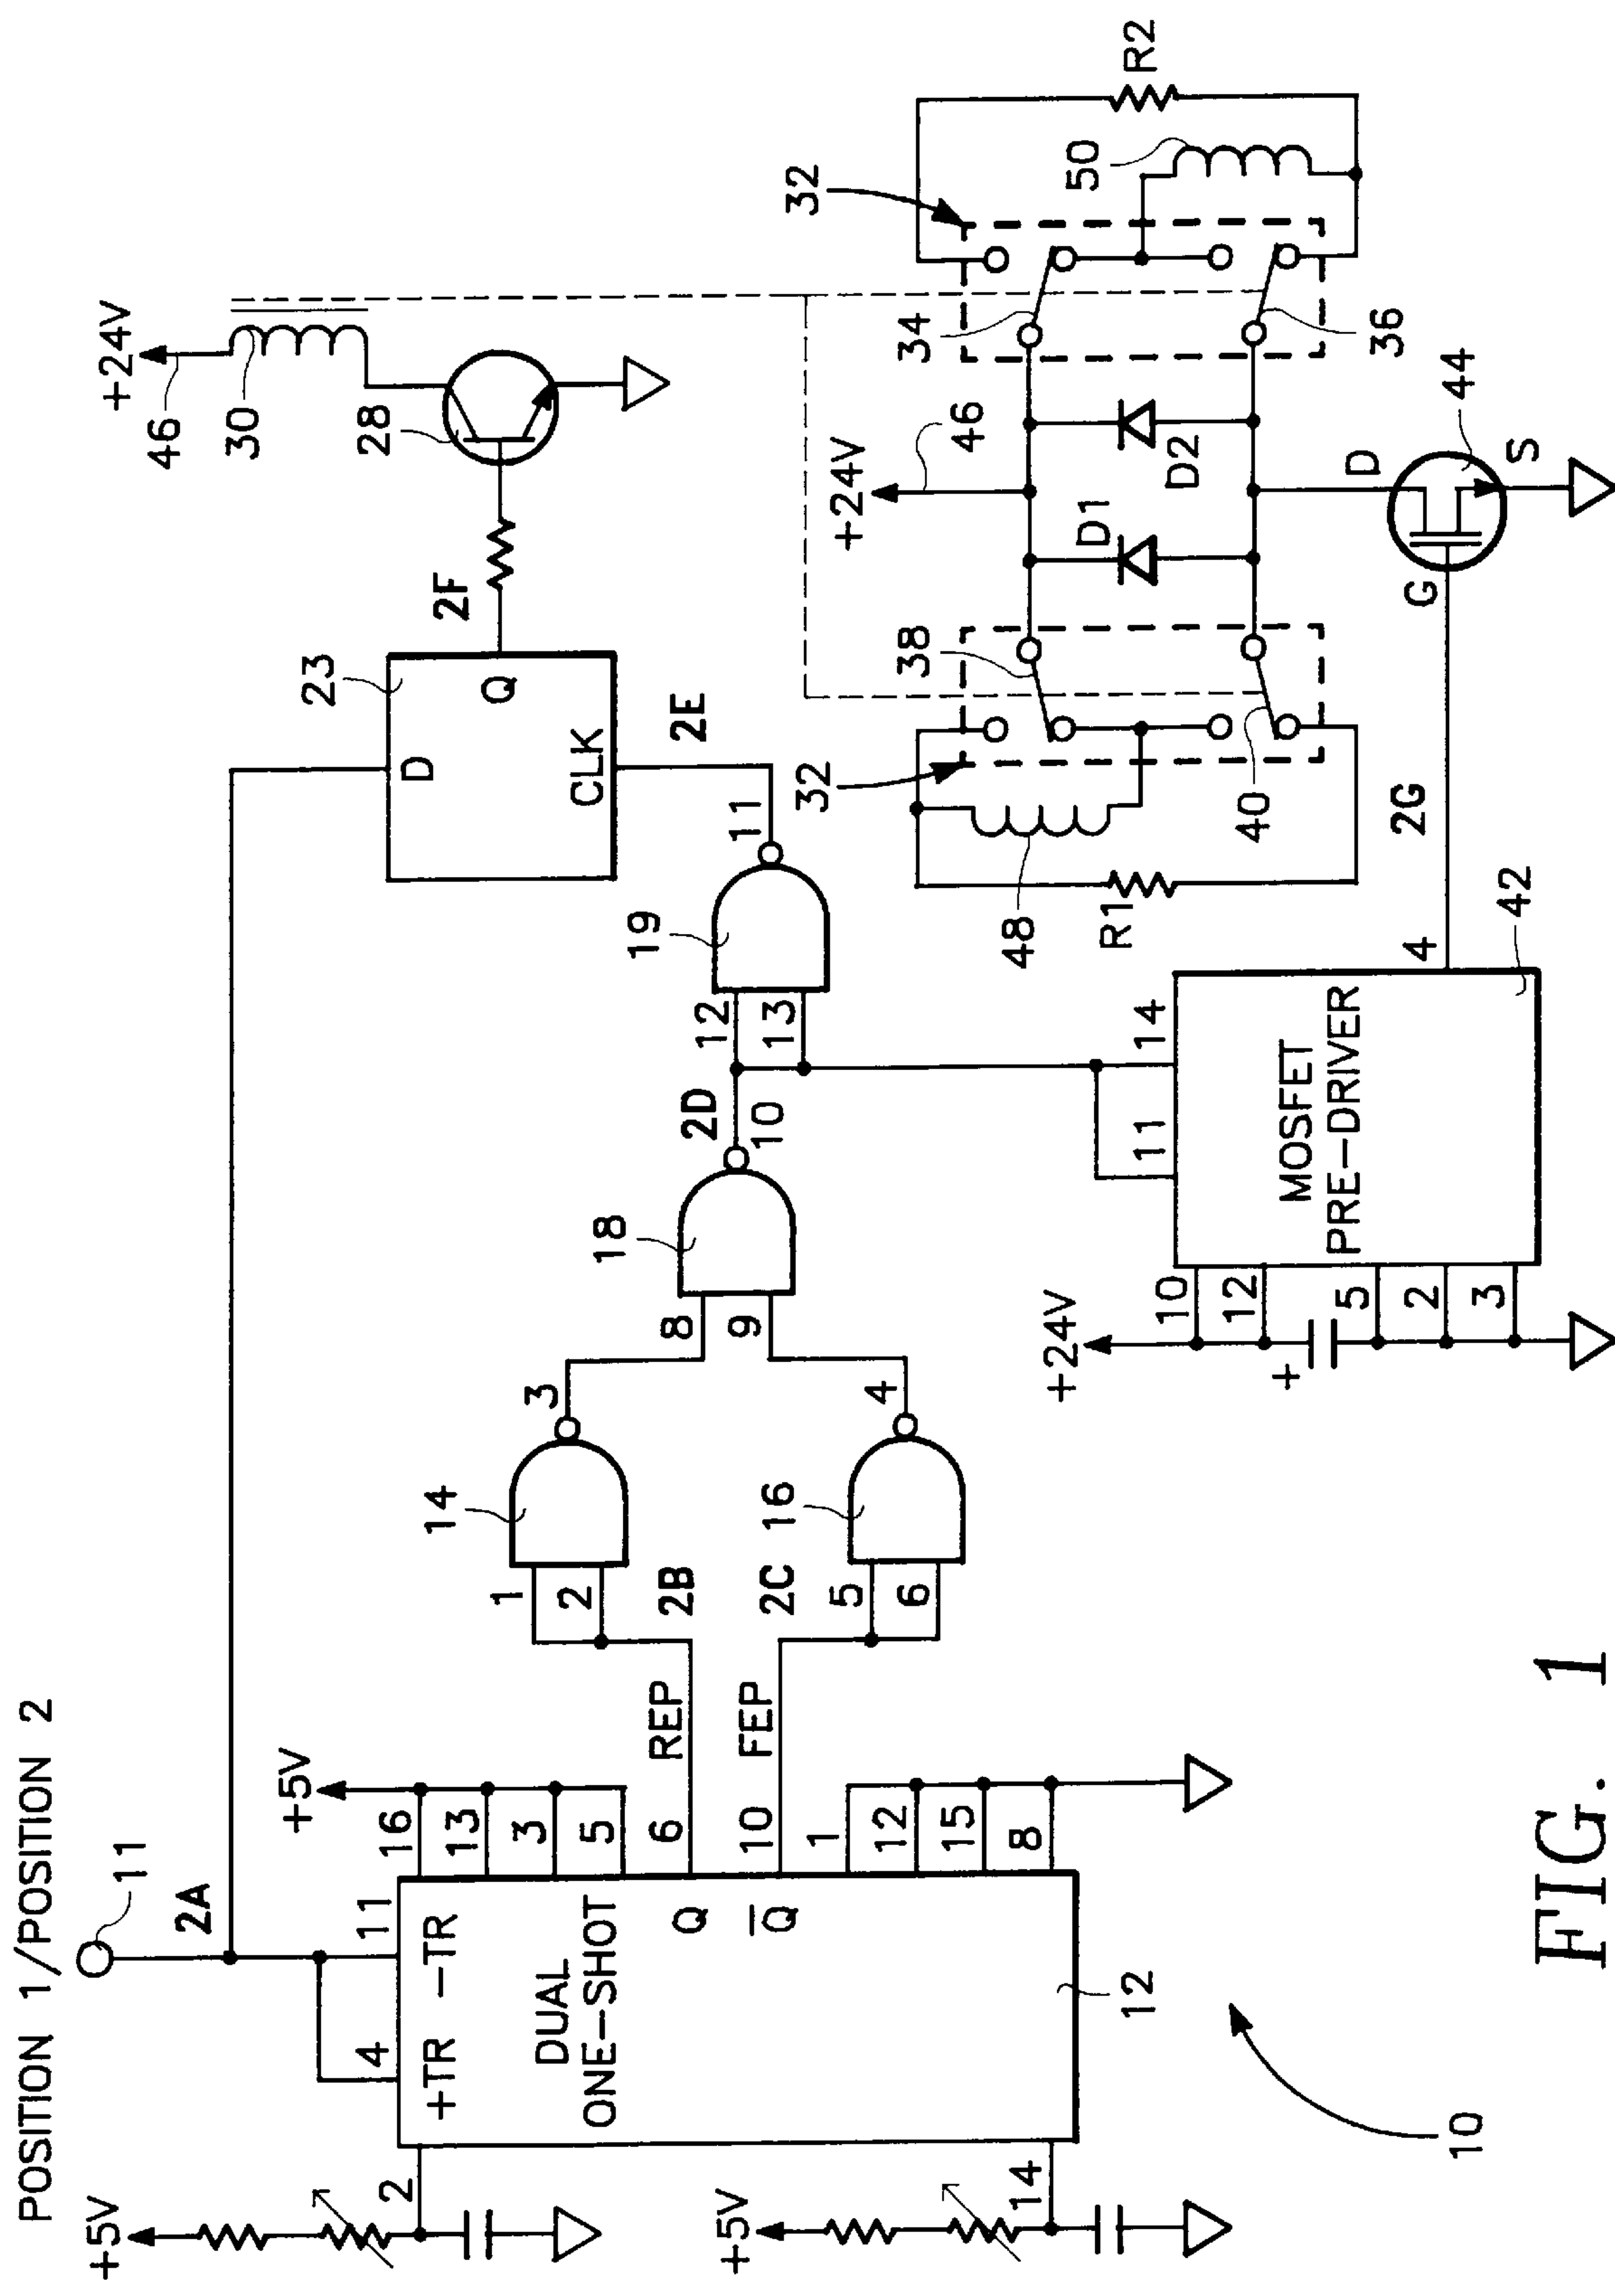 POSITION 1/POSITION 2
11
2A
+5V
2
4
11
+TR -TR
DUAL
ONE-SHOT
Q
Q̅
12
+5V
14
+5V
16
13
3
5
6
REP
10
FEP
1
12
15
8
2B
1
2
14
3
2C
5
6
16
4
8
9
18
2D
10
12
13
19
11
2E
D
Q
CLK
23
2F
28
+24V
46
30
+24V
10
12
+
5
2
3
MOSFET
PRE-DRIVER
11
14
4
42
2G
G
D
S
44
R1
48
32
38
40
+24V
46
D1
D2
34
36
32
50
R2
10
FIG. 1